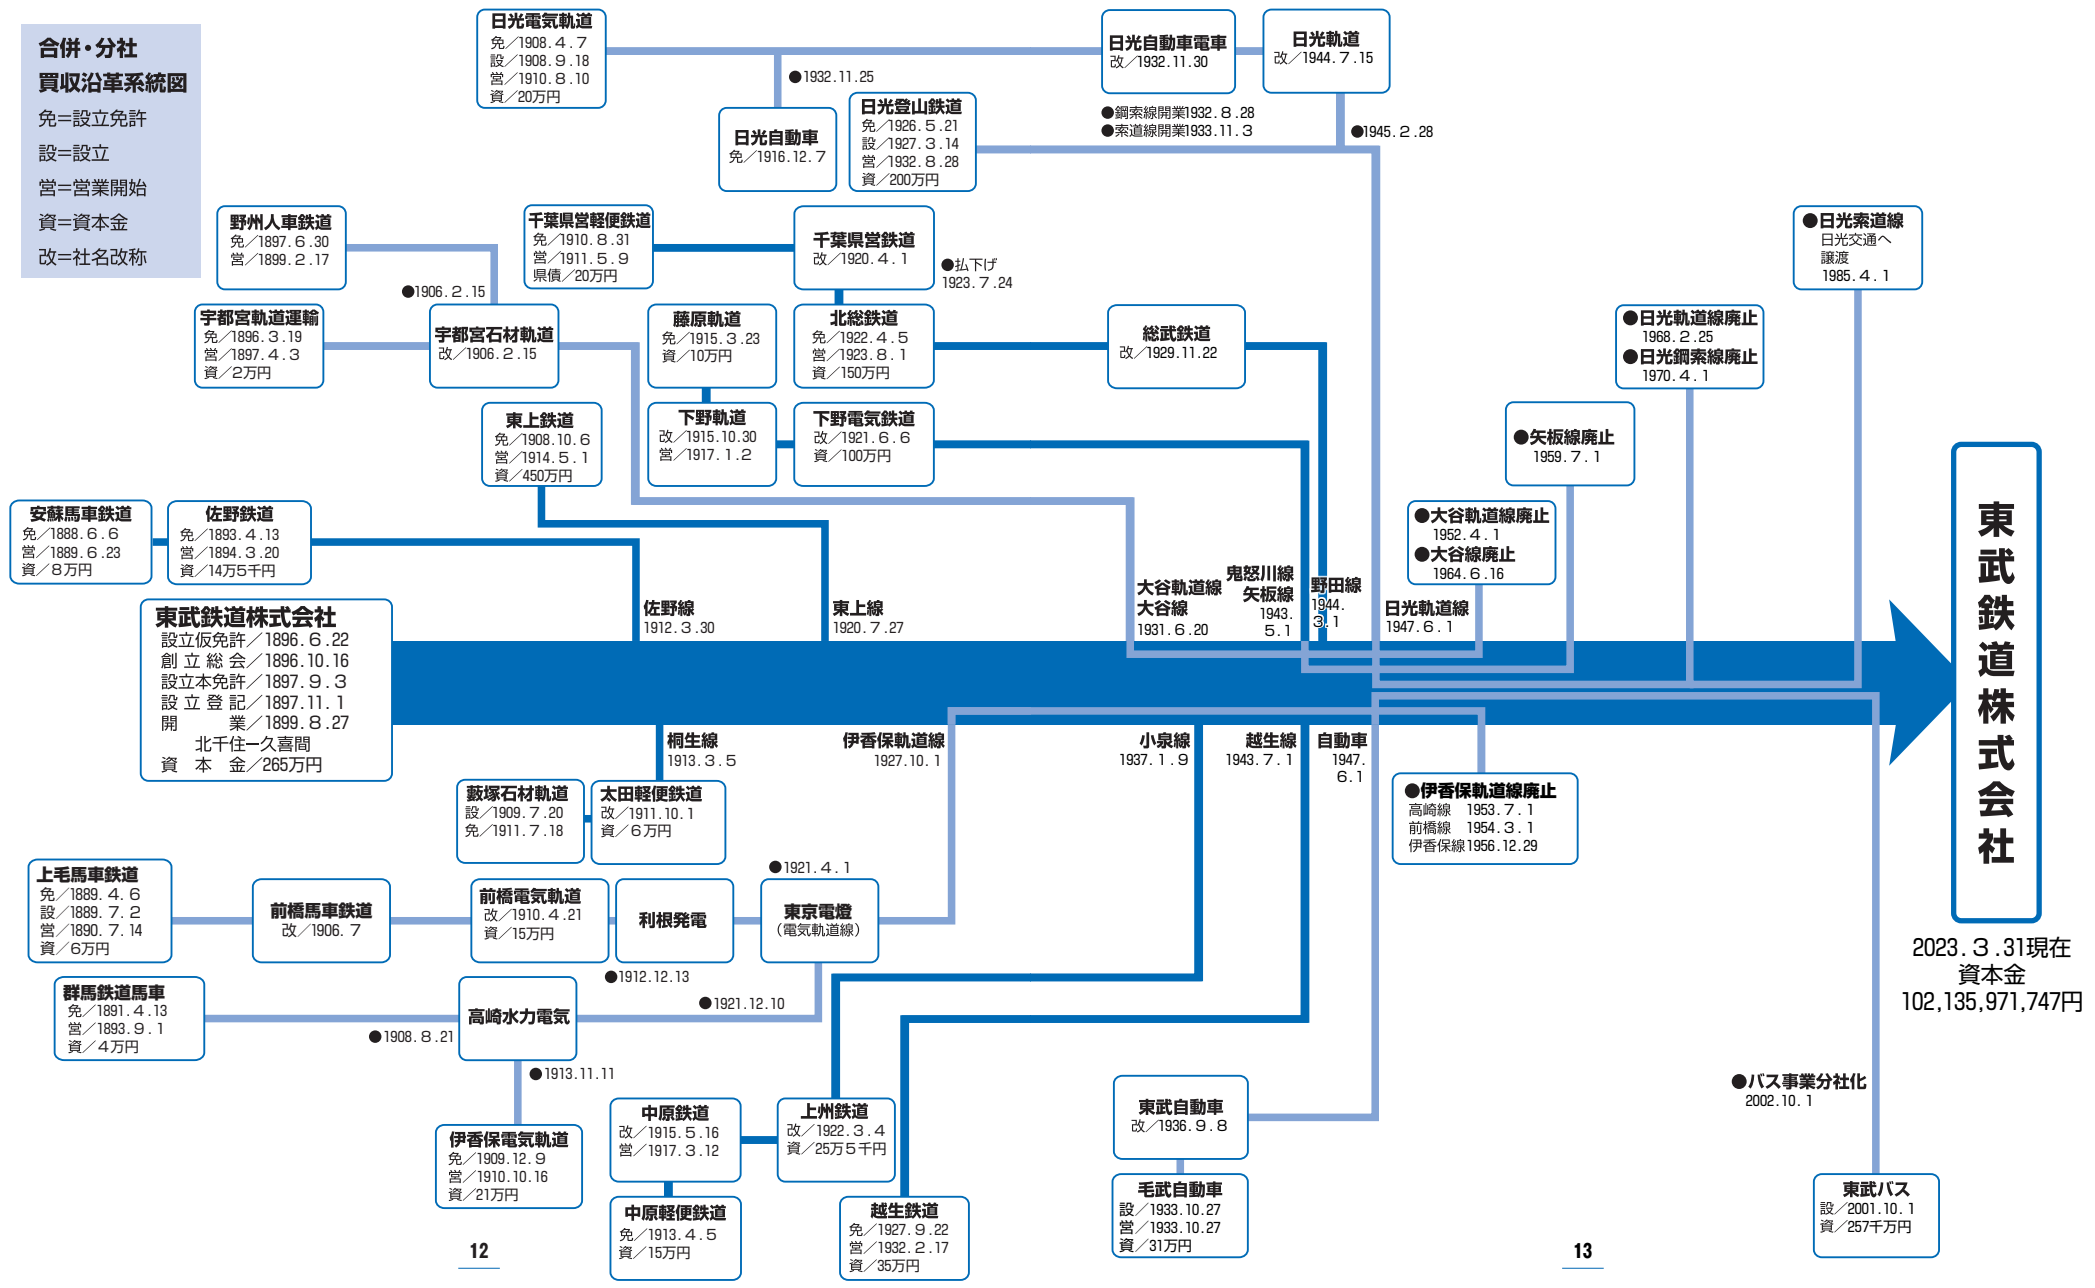 合併・分社
買収沿革系統図
免=設立免許
設=設立
営=営業開始
資=資本金
改=社名改称
日光電気軌道
免／1908.4.7
設／1908.9.18
営／1910.8.10
資／20万円
●1932.11.25
日光自動車
免／1916.12.7
日光自動車電車
改／1932.11.30
日光軌道
改／1944.7.15
日光登山鉄道
免／1926.5.21
設／1927.3.14
営／1932.8.28
資／200万円
●鋼索線開業1932.8.28
●索道線開業1933.11.3
●1945.2.28
野州人車鉄道
免／1897.6.30
営／1899.2.17
●1906.2.15
千葉県営軽便鉄道
免／1910.8.31
営／1911.5.9
県債／20万円
千葉県営鉄道
改／1920.4.1
●払下げ
1923.7.24
●日光索道線
日光交通へ
譲渡
1985.4.1
宇都宮軌道運輸
免／1896.3.19
営／1897.4.3
資／2万円
宇都宮石材軌道
改／1906.2.15
藤原軌道
免／1915.3.23
資／10万円
北総鉄道
免／1922.4.5
営／1923.8.1
資／150万円
総武鉄道
改／1929.11.22
●日光軌道線廃止
1968.2.25
●日光鋼索線廃止
1970.4.1
東上鉄道
免／1908.10.6
営／1914.5.1
資／450万円
下野軌道
改／1915.10.30
営／1917.1.2
下野電気鉄道
改／1921.6.6
資／100万円
●矢板線廃止
1959.7.1
安蘇馬車鉄道
免／1888.6.6
営／1889.6.23
資／8万円
佐野鉄道
免／1893.4.13
営／1894.3.20
資／14万5千円
●大谷軌道線廃止
1952.4.1
●大谷線廃止
1964.6.16
佐野線
1912.3.30
東上線
1920.7.27
大谷軌道線
大谷線
1931.6.20
鬼怒川線
矢板線
1943.
5.1
野田線
1944.
3.1
日光軌道線
1947.6.1
東武鉄道株式会社
設立仮免許／1896.6.22
創立総会／1896.10.16
設立本免許／1897.9.3
設立登記／1897.11.1
開業／1899.8.27
北千住ー久喜間
資本金／265万円
東武鉄道株式会社
2023.3.31現在
資本金
102,135,971,747円
桐生線
1913.3.5
伊香保軌道線
1927.10.1
小泉線
1937.1.9
越生線
1943.7.1
自動車
1947.
6.1
藪塚石材軌道
設／1909.7.20
免／1911.7.18
太田軽便鉄道
改／1911.10.1
資／6万円
●伊香保軌道線廃止
高崎線 1953.7.1
前橋線 1954.3.1
伊香保線1956.12.29
上毛馬車鉄道
免／1889.4.6
設／1889.7.2
営／1890.7.14
資／6万円
前橋馬車鉄道
改／1906.7
前橋電気軌道
改／1910.4.21
資／15万円
利根発電
●1912.12.13
●1921.4.1
東京電燈
(電気軌道線)
群馬鉄道馬車
免／1891.4.13
営／1893.9.1
資／4万円
●1908.8.21
高崎水力電気
●1921.12.10
●1913.11.11
伊香保電気軌道
免／1909.12.9
営／1910.10.16
資／21万円
中原鉄道
改／1915.5.16
営／1917.3.12
上州鉄道
改／1922.3.4
資／25万5千円
中原軽便鉄道
免／1913.4.5
資／15万円
越生鉄道
免／1927.9.22
営／1932.2.17
資／35万円
東武自動車
改／1936.9.8
毛武自動車
設／1933.10.27
営／1933.10.27
資／31万円
●バス事業分社化
2002.10.1
東武バス
設／2001.10.1
資／257千万円
12
13